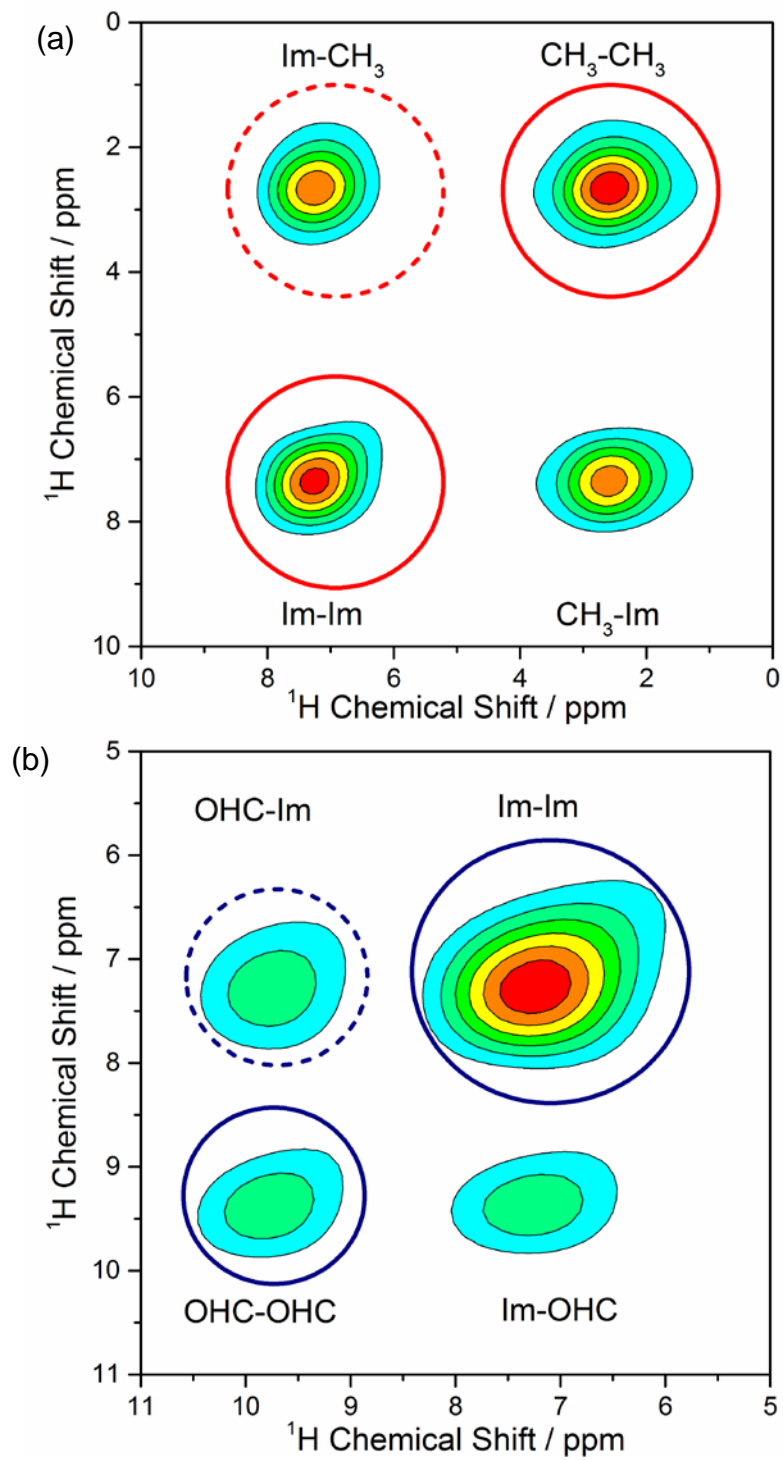 (a)
0
2
4
6
8
10
¹H Chemical Shift / ppm
Im-CH₃
CH₃-CH₃
Im-Im
CH₃-Im
10
8
6
4
2
0
¹H Chemical Shift / ppm
(b)
5
6
7
8
9
10
11
¹H Chemical Shift / ppm
OHC-Im
Im-Im
OHC-OHC
Im-OHC
11
10
9
8
7
6
5
¹H Chemical Shift / ppm